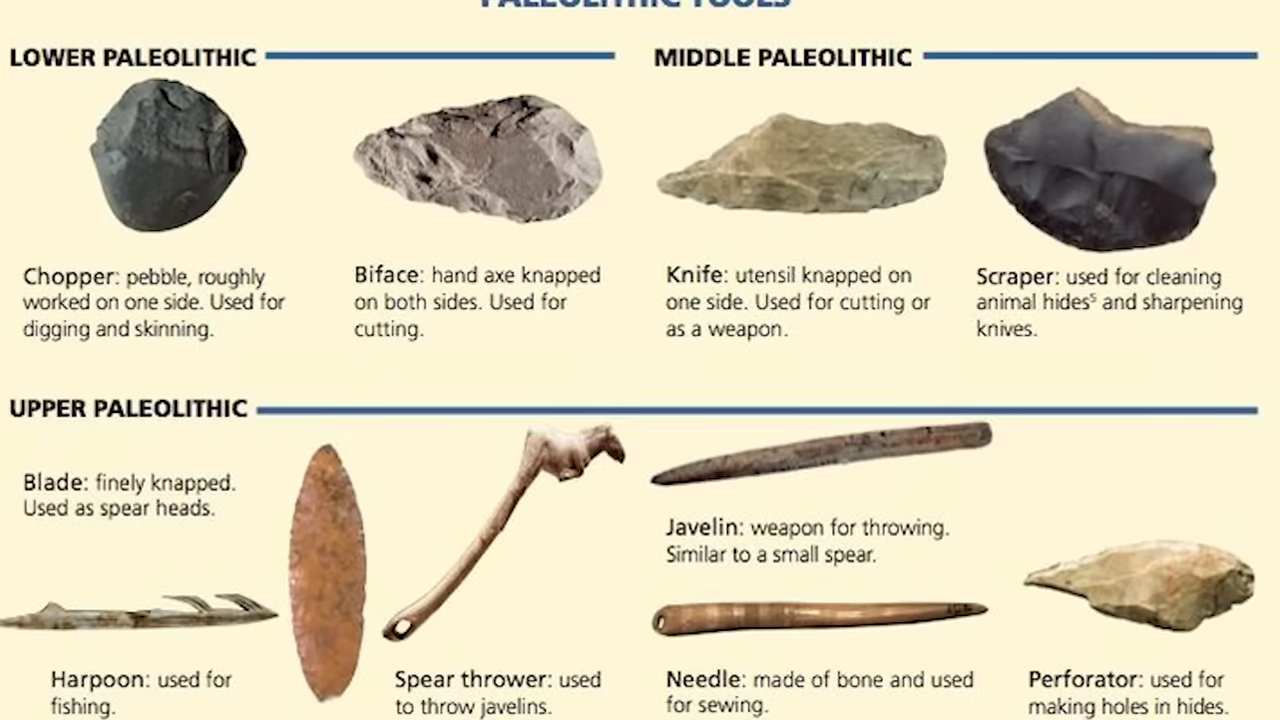 PALEOLITHIC TOOLS
LOWER PALEOLITHIC
Chopper: pebble, roughly
worked on one side. Used for
digging and skinning.
Biface: hand axe knapped
on both sides. Used for
cutting.
MIDDLE PALEOLITHIC
Knife: utensil knapped on
one side. Used for cutting or
as a weapon.
Scraper: used for cleaning
animal hides⁵ and sharpening
knives.
UPPER PALEOLITHIC
Blade: finely knapped.
Used as spear heads.
Harpoon: used for
fishing.
Spear thrower: used
to throw javelins.
Javelin: weapon for throwing.
Similar to a small spear.
Needle: made of bone and used
for sewing.
Perforator: used for
making holes in hides.